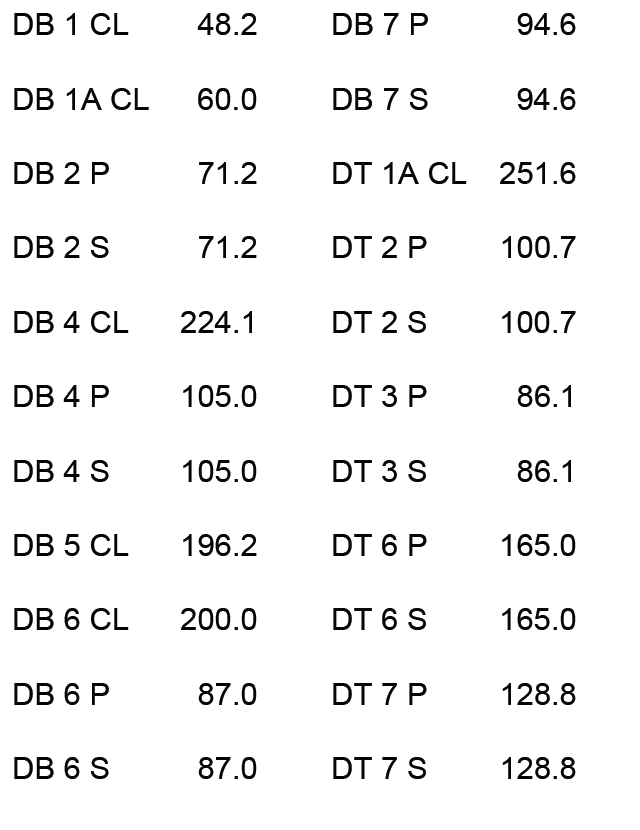 DB 1 CL 48.2 DB 7 P 94.6
DB 1A CL 60.0 DB 7 S 94.6
DB 2 P 71.2 DT 1A CL 251.6
DB 2 S 71.2 DT 2 P 100.7
DB 4 CL 224.1 DT 2 S 100.7
DB 4 P 105.0 DT 3 P 86.1
DB 4 S 105.0 DT 3 S 86.1
DB 5 CL 196.2 DT 6 P 165.0
DB 6 CL 200.0 DT 6 S 165.0
DB 6 P 87.0 DT 7 P 128.8
DB 6 S 87.0 DT 7 S 128.8